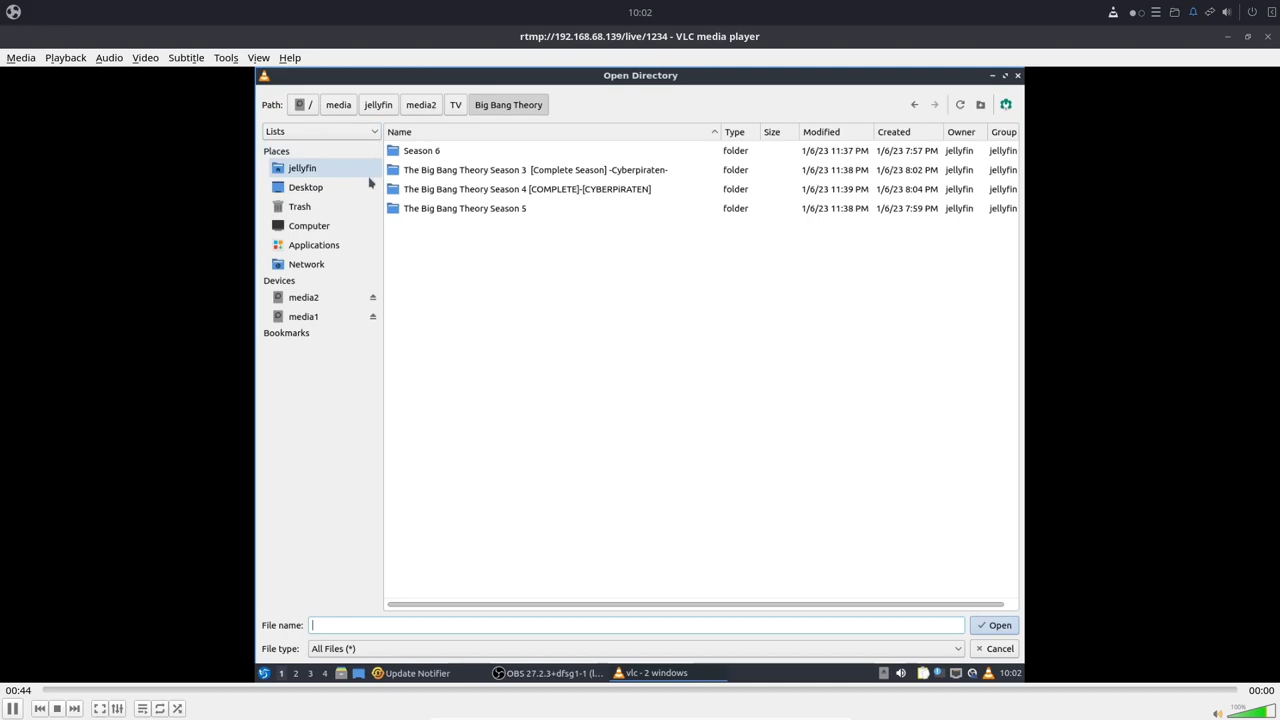 10:02
rtmp://192.168.68.139/live/1234 - VLC media player
Media Playback Audio Video Subtitle Tools View Help
Open Directory
Path: / media jellyfin media2 TV Big Bang Theory
Lists
Name Type Size Modified Created Owner Group
Places
jellyfin
Desktop
Trash
Computer
Applications
Network
Devices
media2
media1
Bookmarks
Season 6 folder 1/6/23 11:37 PM 1/6/23 7:57 PM jellyfin jellyfin
The Big Bang Theory Season 3 [Complete Season] -Cyberpiraten- folder 1/6/23 11:38 PM 1/6/23 8:02 PM jellyfin jellyfin
The Big Bang Theory Season 4 [COMPLETE]-[CYBERPiRATEN] folder 1/6/23 11:39 PM 1/6/23 8:04 PM jellyfin jellyfin
The Big Bang Theory Season 5 folder 1/6/23 11:38 PM 1/6/23 7:59 PM jellyfin jellyfin
File name: Open
File type: All Files (*) Cancel
1 2 3 4 Update Notifier OBS 27.2.3+dfsg1-1 (l... vlc - 2 windows 10:02
00:44 00:00
100%